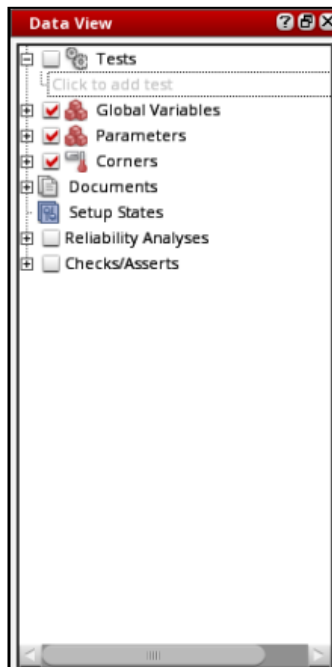 Data View
Tests
Click to add test
Global Variables
Parameters
Corners
Documents
Setup States
Reliability Analyses
Checks/Asserts